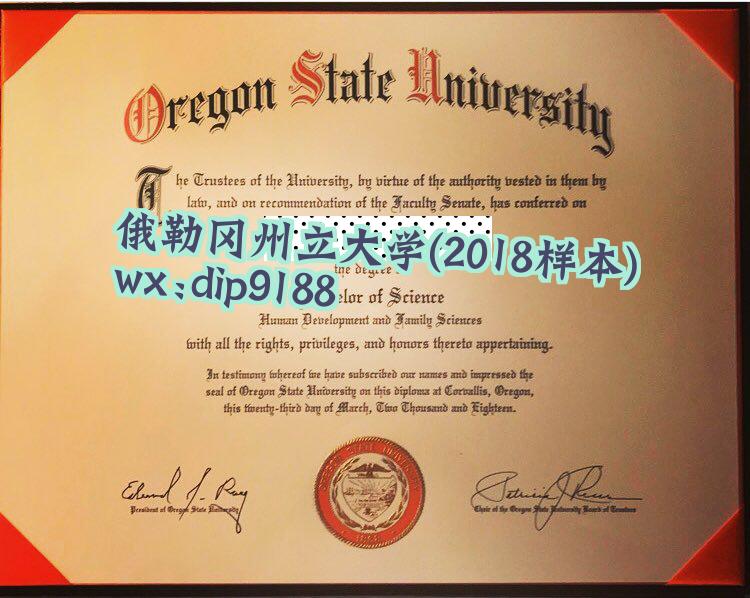 Oregon State University
The Trustees of the University, by virtue of the authority vested in them by
law, and on recommendation of the Faculty Senate, has conferred on
俄勒冈州立大学(2018样本)
the degree
wx;dip9188
elor of Science
Human Development and Family Sciences
with all the rights, privileges, and honors thereto appertaining.
In testimony whereof we have subscribed our names and impressed the
seal of Oregon State University on this diploma at Corvallis, Oregon,
this twenty-third day of March, Two Thousand and Eighteen.
OREGON STATE UNIVERSITY
1868
President of Oregon State University
Chair of the Oregon State University Board of Trustees